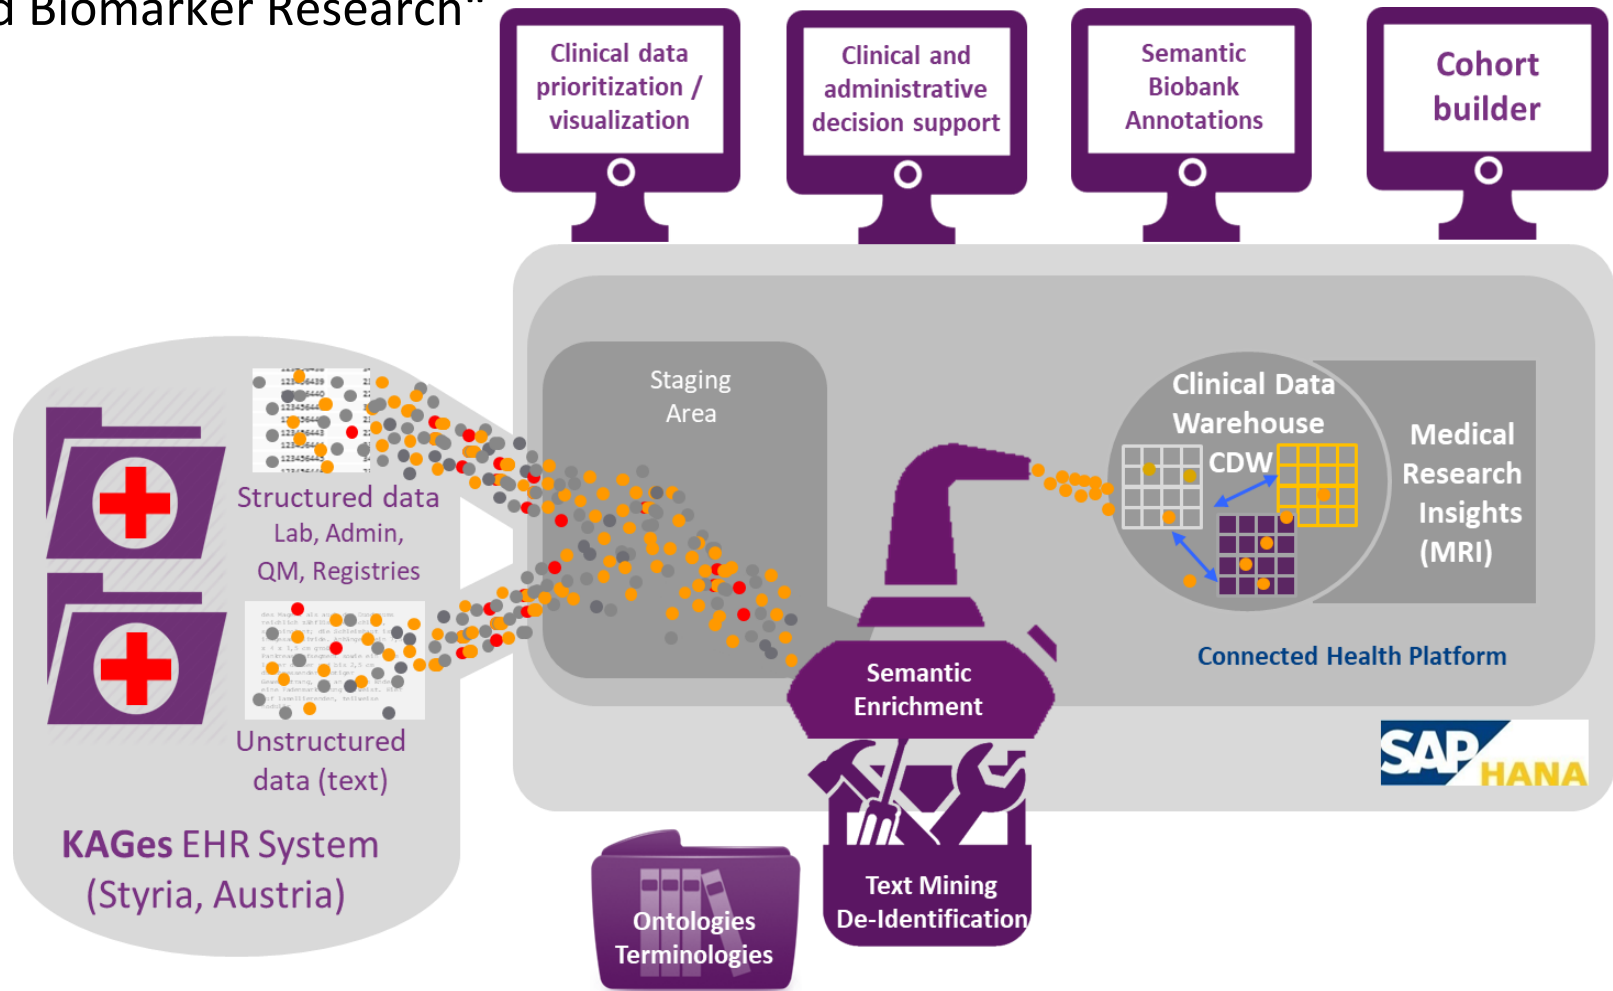 d Biomarker Research"
Clinical data
prioritization /
visualization
Clinical and
administrative
decision support
Semantic
Biobank
Annotations
Cohort
builder
Staging
Area
Clinical Data
Warehouse
CDW
Medical
Research
Insights
(MRI)
Structured data
Lab, Admin,
QM, Registries
Unstructured
data (text)
KAGes EHR System
(Styria, Austria)
Semantic
Enrichment
Connected Health Platform
SAP HANA
Text Mining
De-Identification
Ontologies
Terminologies